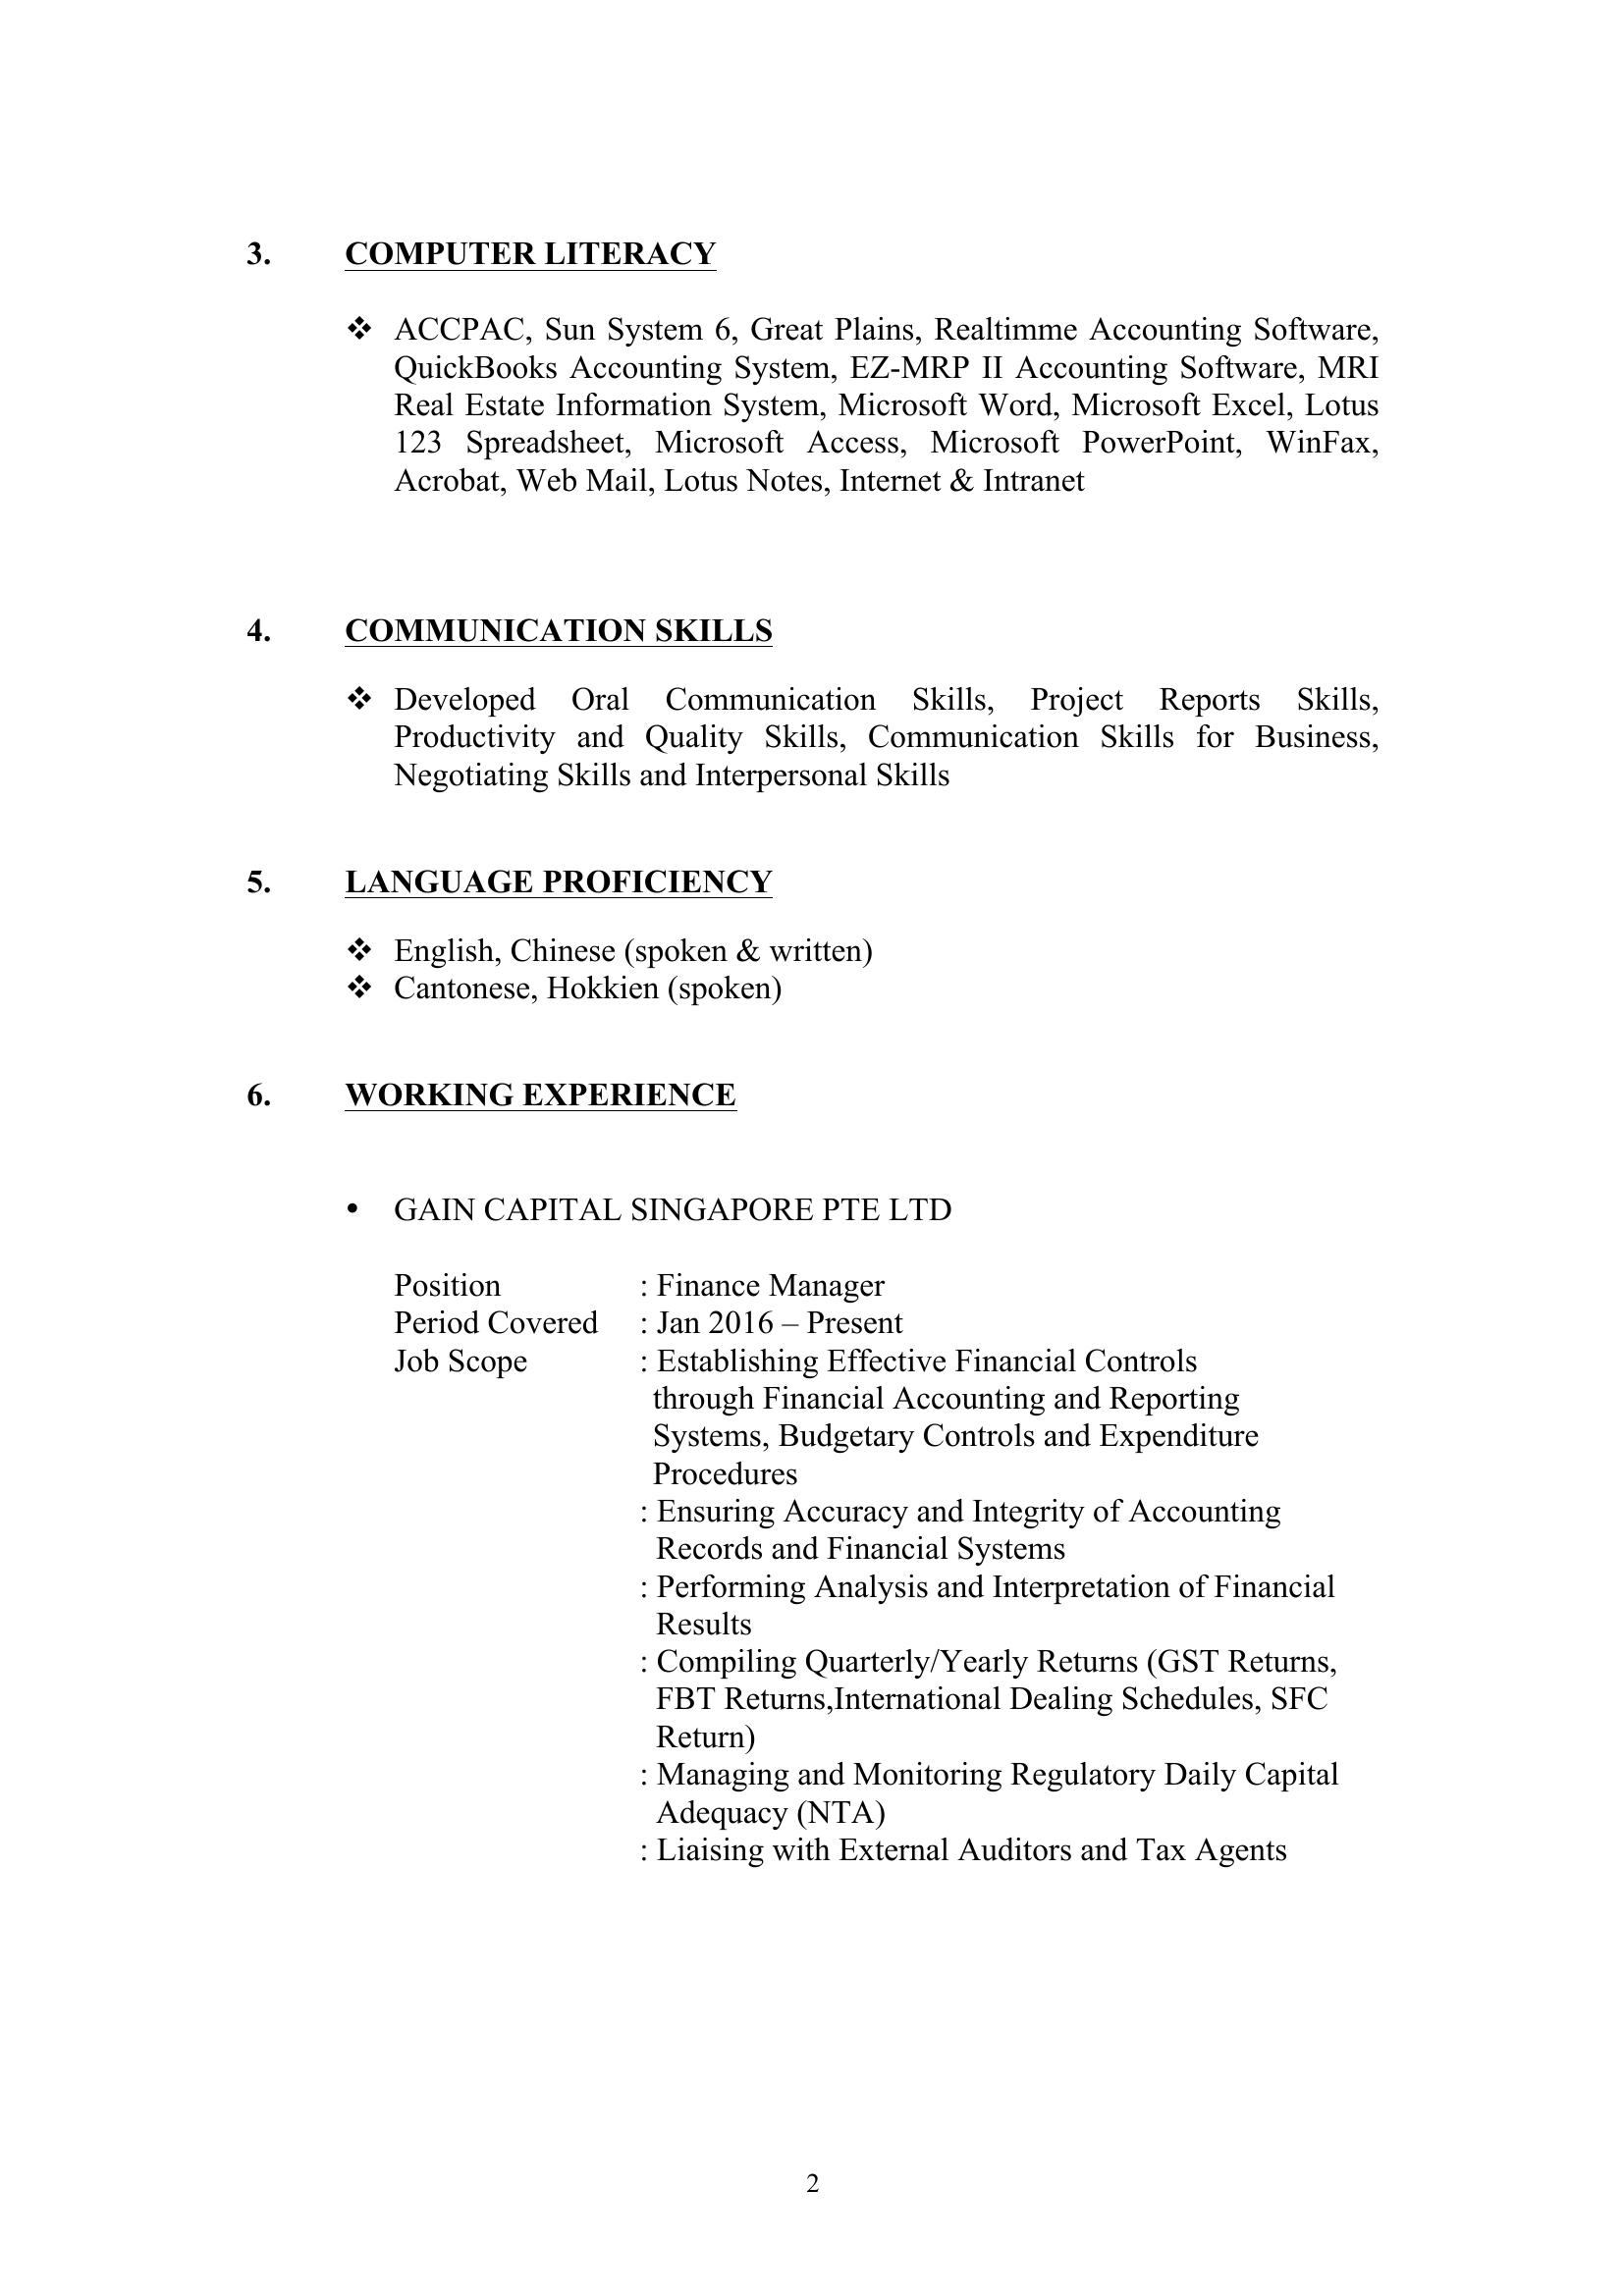 3. COMPUTER LITERACY
❖ ACCPAC, Sun System 6, Great Plains, Realtimme Accounting Software,
QuickBooks Accounting System, EZ-MRP II Accounting Software, MRI
Real Estate Information System, Microsoft Word, Microsoft Excel, Lotus
123 Spreadsheet, Microsoft Access, Microsoft PowerPoint, WinFax,
Acrobat, Web Mail, Lotus Notes, Internet & Intranet
4. COMMUNICATION SKILLS
❖ Developed Oral Communication Skills, Project Reports Skills,
Productivity and Quality Skills, Communication Skills for Business,
Negotiating Skills and Interpersonal Skills
5. LANGUAGE PROFICIENCY
❖ English, Chinese (spoken & written)
❖ Cantonese, Hokkien (spoken)
6. WORKING EXPERIENCE
• GAIN CAPITAL SINGAPORE PTE LTD
Position : Finance Manager
Period Covered : Jan 2016 – Present
Job Scope : Establishing Effective Financial Controls
through Financial Accounting and Reporting
Systems, Budgetary Controls and Expenditure
Procedures
: Ensuring Accuracy and Integrity of Accounting
Records and Financial Systems
: Performing Analysis and Interpretation of Financial
Results
: Compiling Quarterly/Yearly Returns (GST Returns,
FBT Returns,International Dealing Schedules, SFC
Return)
: Managing and Monitoring Regulatory Daily Capital
Adequacy (NTA)
: Liaising with External Auditors and Tax Agents
2